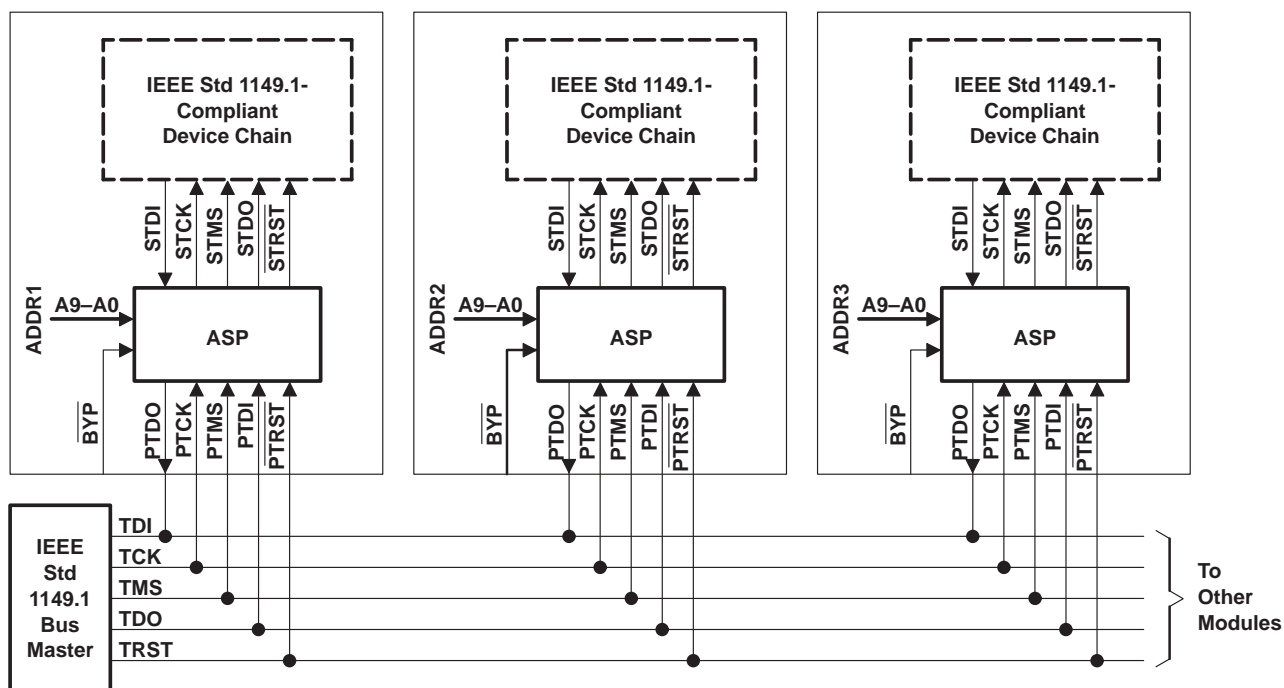 IEEE Std 1149.1-
Compliant
Device Chain
STDI
STCK
STMS
STDO
STRST
ADDR1
A9–A0
ASP
BYP
PTDO
PTCK
PTMS
PTDI
PTRST
IEEE Std 1149.1-
Compliant
Device Chain
STDI
STCK
STMS
STDO
STRST
ADDR2
A9–A0
ASP
BYP
PTDO
PTCK
PTMS
PTDI
PTRST
IEEE Std 1149.1-
Compliant
Device Chain
STDI
STCK
STMS
STDO
STRST
ADDR3
A9–A0
ASP
BYP
PTDO
PTCK
PTMS
PTDI
PTRST
IEEE
Std
1149.1
Bus
Master
TDI
TCK
TMS
TDO
TRST
To
Other
Modules